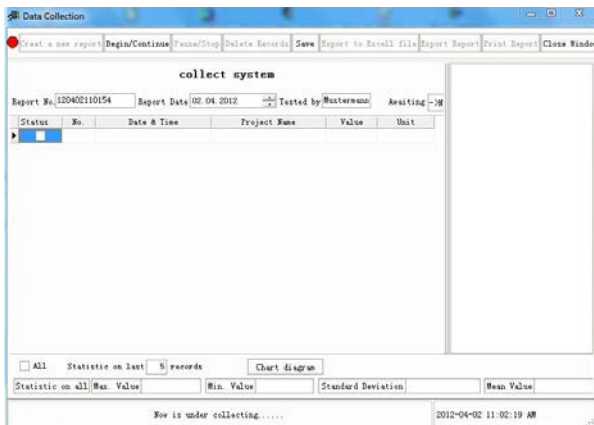 Data Collection
Creat a new report Begin/Continue Pause/Stop Delete Records Save Export to Excell file Export Report Print Report Close Window
collect system
Report No. 120402110154 Report Date 02.04.2012 Tested by Mustermann Awaiting ->N
Status No. Date & Time Project Name Value Unit
All Statistic on last 5 records Chart diagram
Statistic on all Max. Value Min. Value Standard Deviation Mean Value
Now is under collecting...... 2012-04-02 11:02:19 AM